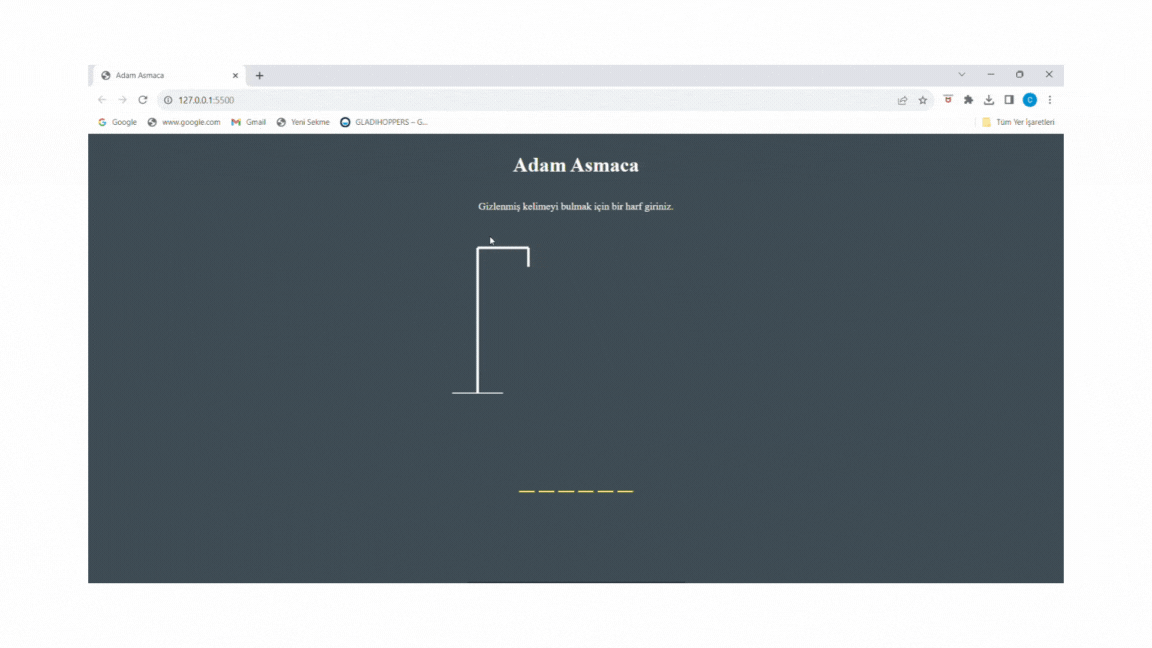 Adam Asmaca
127.0.0.1:5500
Google www.google.com Gmail Yeni Sekme GLADIHOPPERS – G... Tüm Yer İşaretleri
Adam Asmaca
Gizlenmiş kelimeyi bulmak için bir harf giriniz.